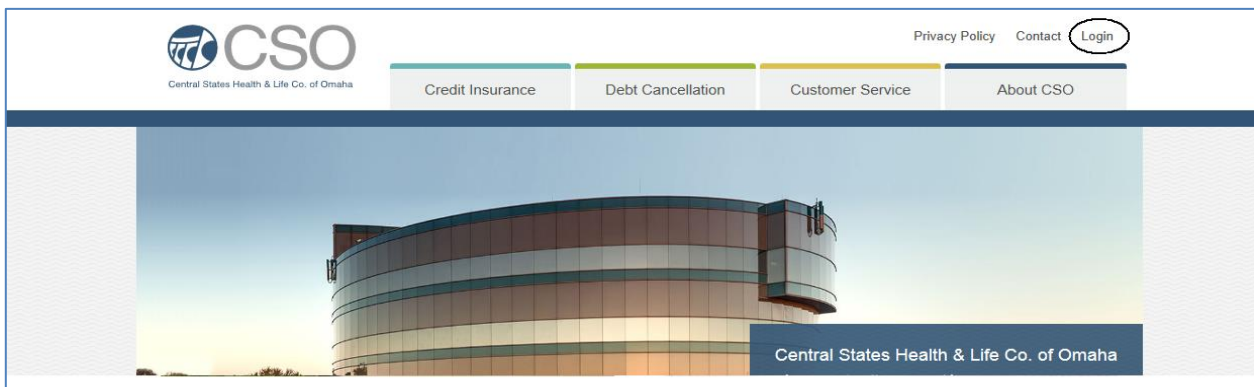 CSO
Central States Health & Life Co. of Omaha
Privacy Policy Contact Login
Credit Insurance Debt Cancellation Customer Service About CSO
Central States Health & Life Co. of Omaha